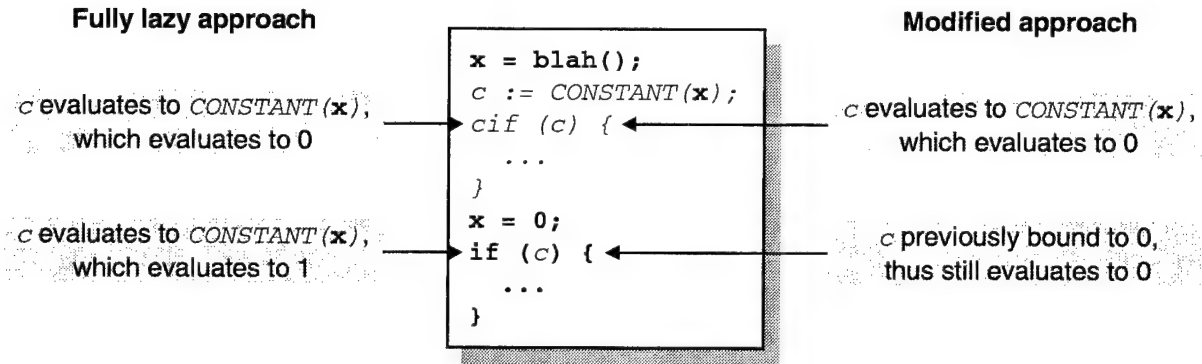 Fully lazy approach
c evaluates to CONSTANT(x),
which evaluates to 0
c evaluates to CONSTANT(x),
which evaluates to 1
x = blah();
c := CONSTANT(x);
cif (c) {
...
}
x = 0;
if (c) {
...
}
Modified approach
c evaluates to CONSTANT(x),
which evaluates to 0
c previously bound to 0,
thus still evaluates to 0